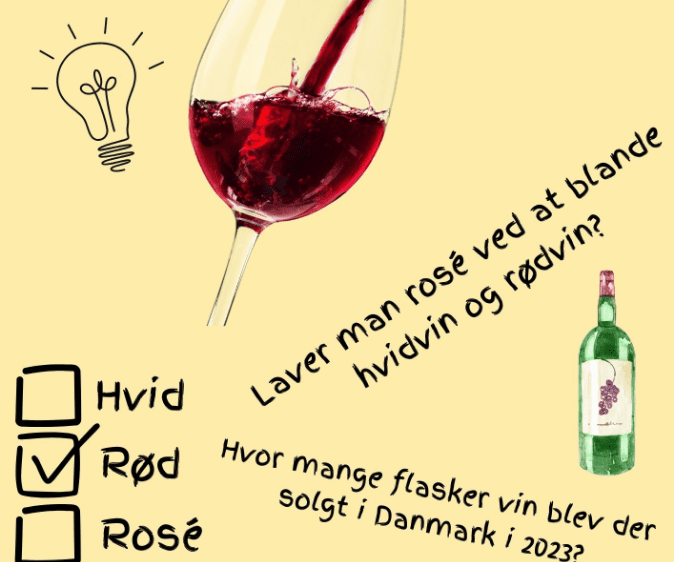 Laver man rosé ved at blande
hvidvin og rødvin?
Hvid
Rød
Rosé
Hvor mange flasker vin blev der
solgt i Danmark i 2023?